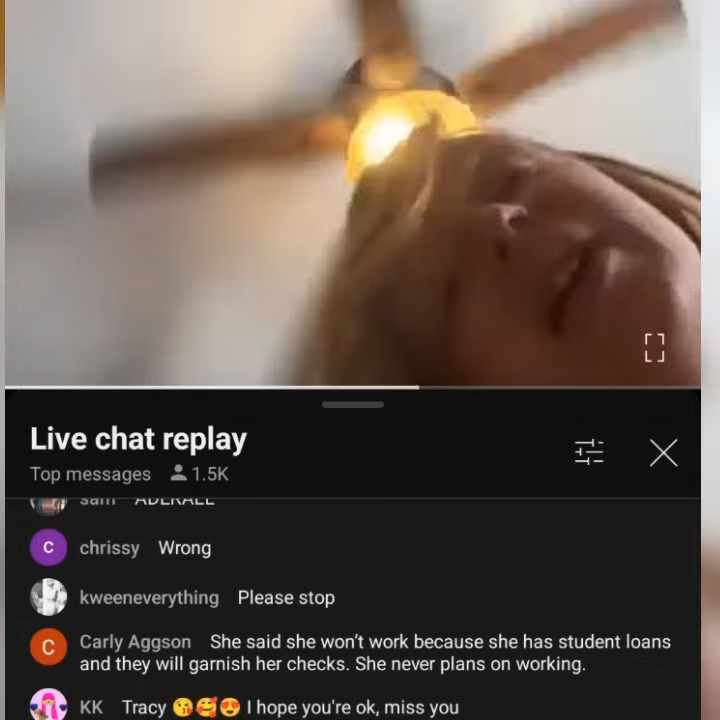 Live chat replay
Top messages 1.5K
sam ADERALL
C chrissy Wrong
kweeneverything Please stop
C Carly Aggson She said she won't work because she has student loans
and they will garnish her checks. She never plans on working.
KK Tracy 😘🥰😍 I hope you're ok, miss you